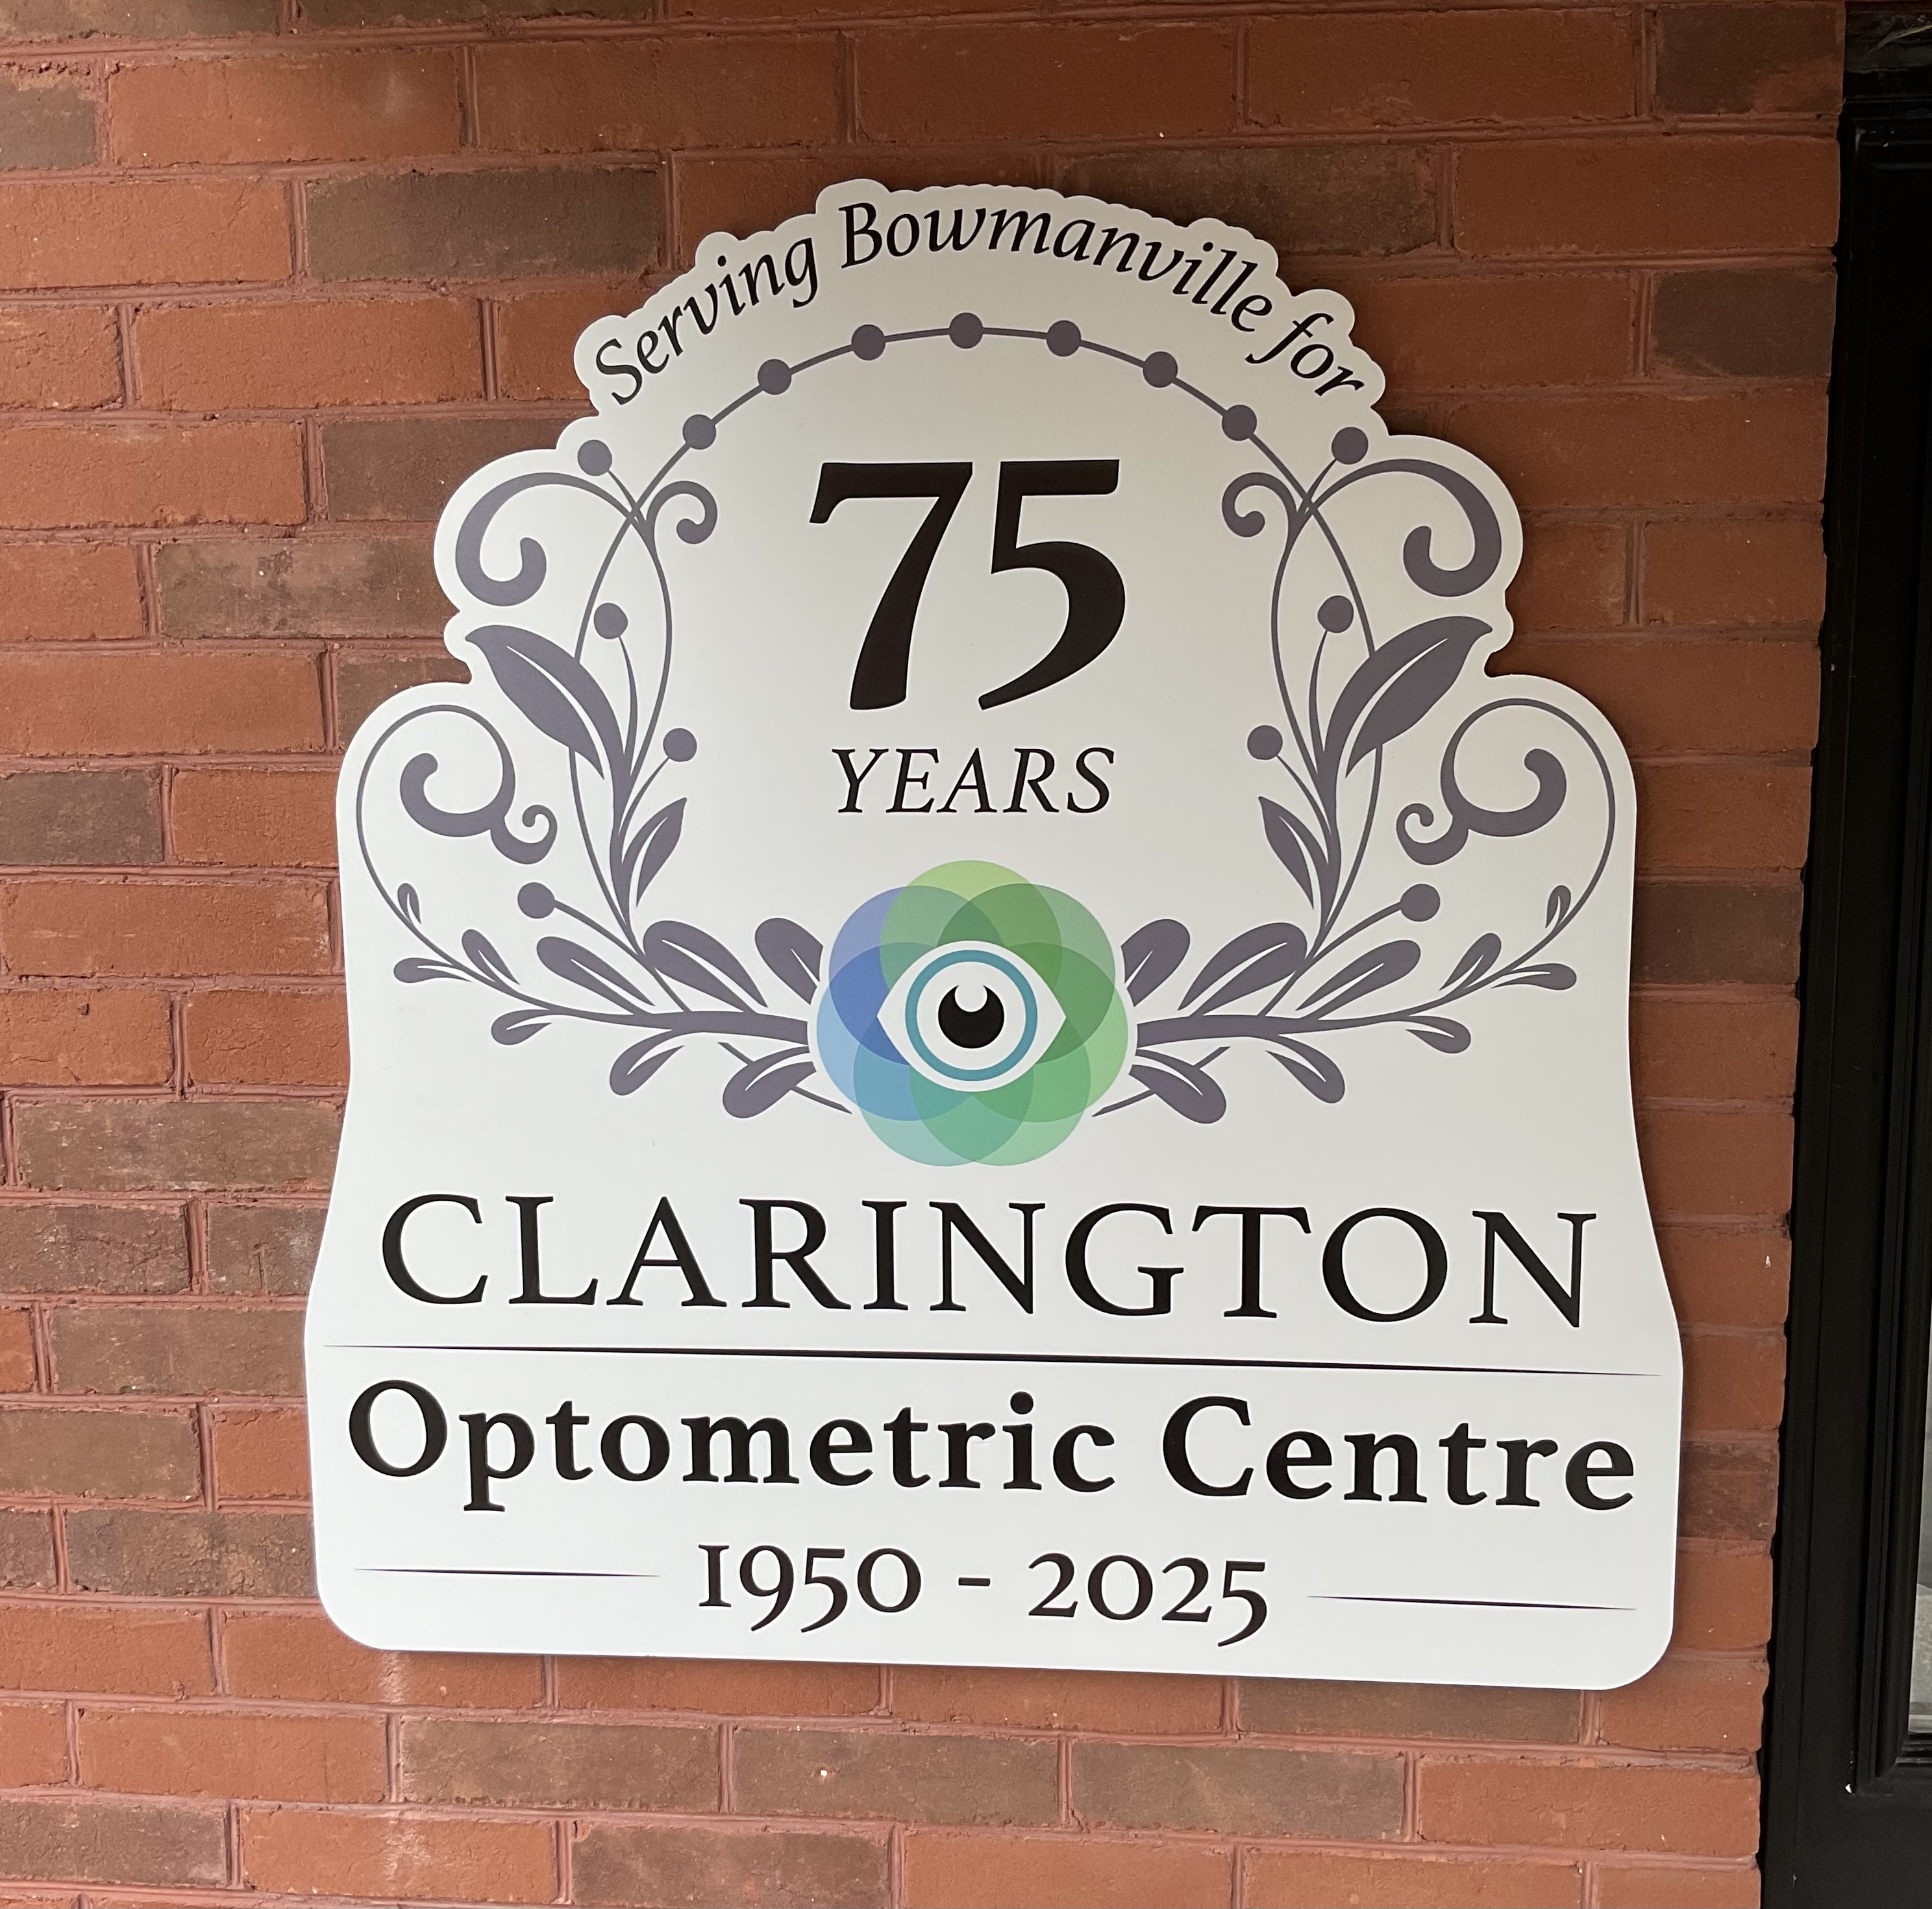 Serving Bowmanville for
75
YEARS
CLARINGTON
Optometric Centre
1950 - 2025